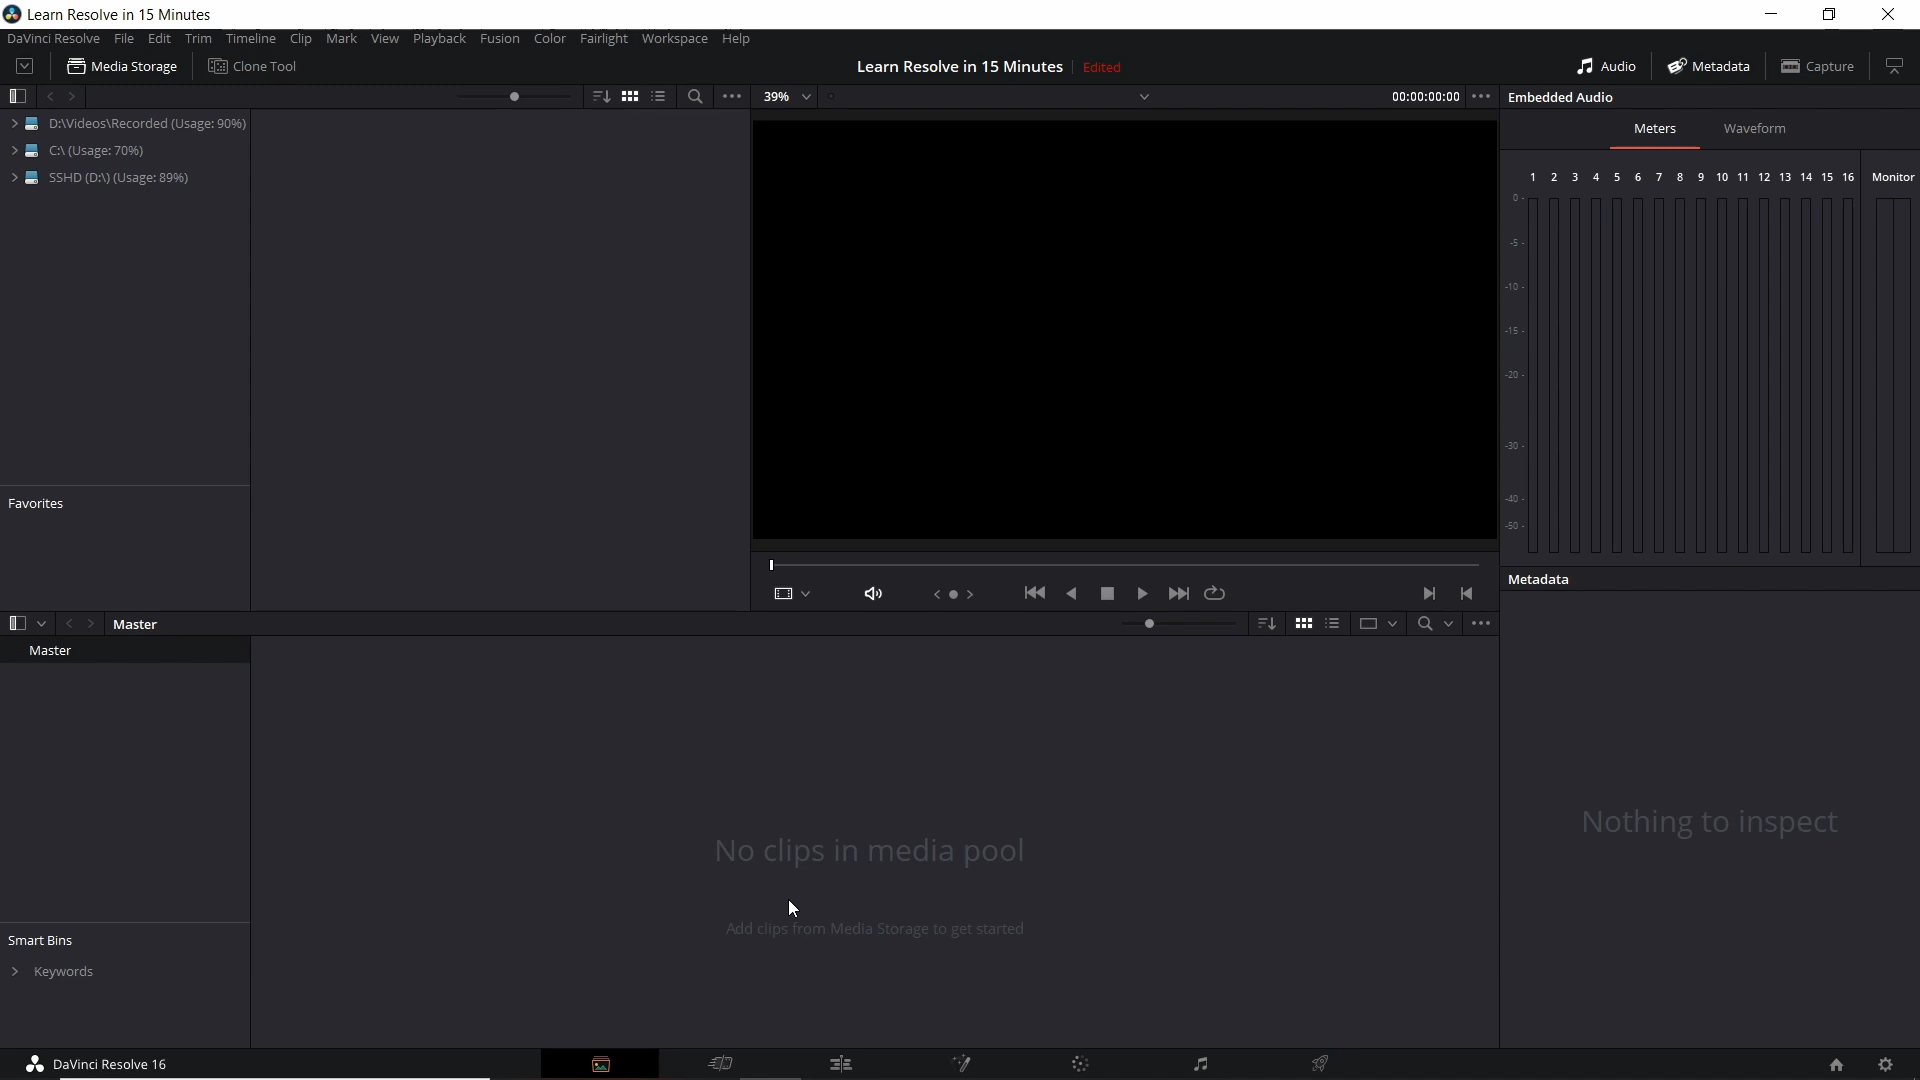 Learn Resolve in 15 Minutes
DaVinci Resolve File Edit Trim Timeline Clip Mark View Playback Fusion Color Fairlight Workspace Help
Media Storage Clone Tool Learn Resolve in 15 Minutes Edited Audio Metadata Capture
39% 00:00:00:00 Embedded Audio
D:\Videos\Recorded (Usage: 90%)
C:\ (Usage: 70%)
SSHD (D:\) (Usage: 89%)
Meters Waveform
1 2 3 4 5 6 7 8 9 10 11 12 13 14 15 16 Monitor
0 -
-5 -
-10 -
-15 -
-20 -
-30 -
-40 -
-50 -
Favorites
Metadata
Master
Master
No clips in media pool
Add clips from Media Storage to get started
Nothing to inspect
Smart Bins
Keywords
DaVinci Resolve 16